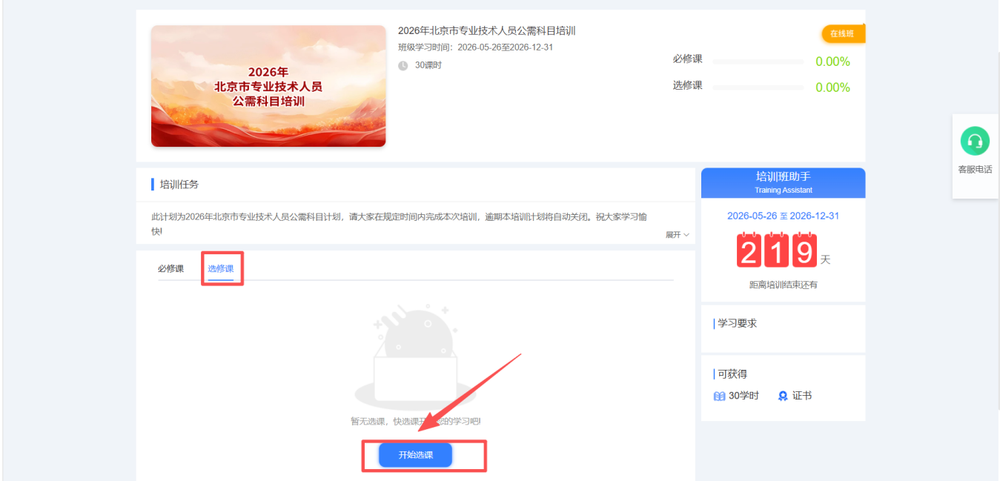 2026年
北京市专业技术人员
公需科目培训
2026年北京市专业技术人员公需科目培训
班级学习时间：2026-05-26至2026-12-31
30课时
在线班
必修课 0.00%
选修课 0.00%
客服电话
培训任务
此计划为2026年北京市专业技术人员公需科目计划，请大家在规定时间内完成本次培训，逾期本培训计划将自动关闭。祝大家学习愉
快!
展开
必修课 选修课
暂无选课，快选课开 您的学习吧!
开始选课
培训班助手
Training Assistant
2026-05-26 至 2026-12-31
219 天
距离培训结束还有
学习要求
可获得
30学时 证书